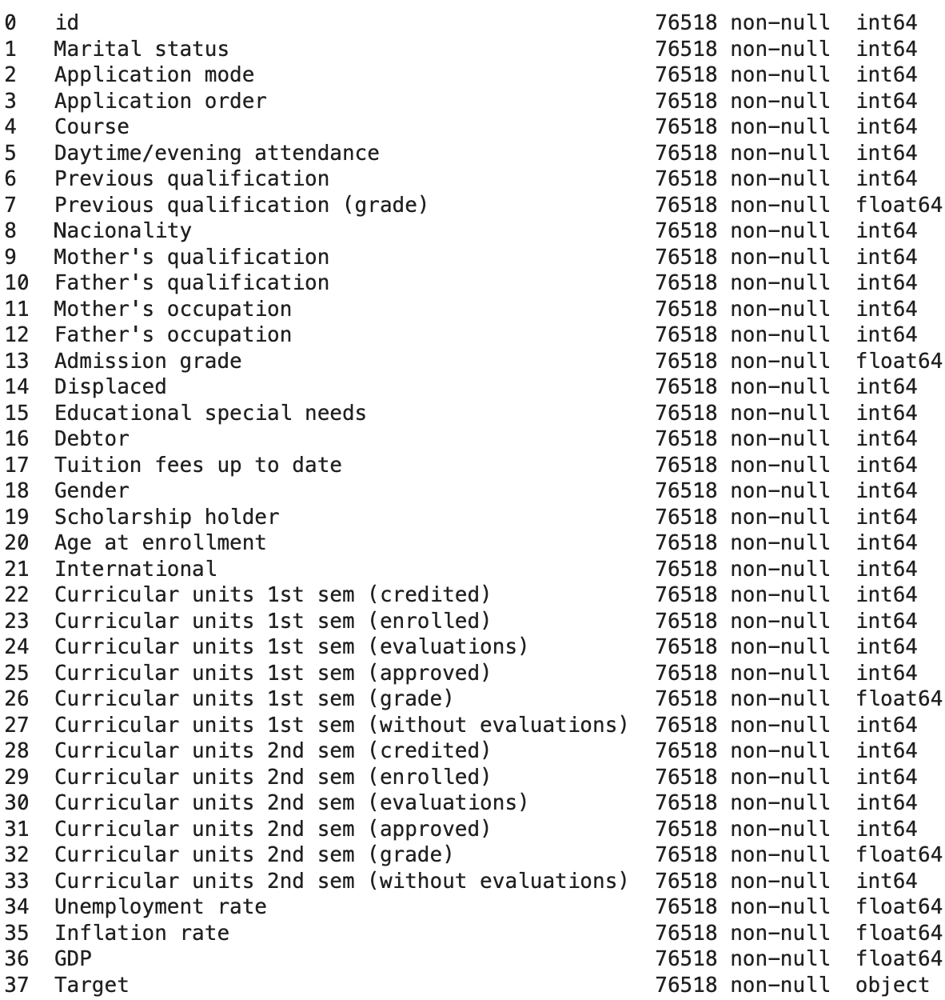 0 id 76518 non-null int64
1 Marital status 76518 non-null int64
2 Application mode 76518 non-null int64
3 Application order 76518 non-null int64
4 Course 76518 non-null int64
5 Daytime/evening attendance 76518 non-null int64
6 Previous qualification 76518 non-null int64
7 Previous qualification (grade) 76518 non-null float64
8 Nacionality 76518 non-null int64
9 Mother's qualification 76518 non-null int64
10 Father's qualification 76518 non-null int64
11 Mother's occupation 76518 non-null int64
12 Father's occupation 76518 non-null int64
13 Admission grade 76518 non-null float64
14 Displaced 76518 non-null int64
15 Educational special needs 76518 non-null int64
16 Debtor 76518 non-null int64
17 Tuition fees up to date 76518 non-null int64
18 Gender 76518 non-null int64
19 Scholarship holder 76518 non-null int64
20 Age at enrollment 76518 non-null int64
21 International 76518 non-null int64
22 Curricular units 1st sem (credited) 76518 non-null int64
23 Curricular units 1st sem (enrolled) 76518 non-null int64
24 Curricular units 1st sem (evaluations) 76518 non-null int64
25 Curricular units 1st sem (approved) 76518 non-null int64
26 Curricular units 1st sem (grade) 76518 non-null float64
27 Curricular units 1st sem (without evaluations) 76518 non-null int64
28 Curricular units 2nd sem (credited) 76518 non-null int64
29 Curricular units 2nd sem (enrolled) 76518 non-null int64
30 Curricular units 2nd sem (evaluations) 76518 non-null int64
31 Curricular units 2nd sem (approved) 76518 non-null int64
32 Curricular units 2nd sem (grade) 76518 non-null float64
33 Curricular units 2nd sem (without evaluations) 76518 non-null int64
34 Unemployment rate 76518 non-null float64
35 Inflation rate 76518 non-null float64
36 GDP 76518 non-null float64
37 Target 76518 non-null object